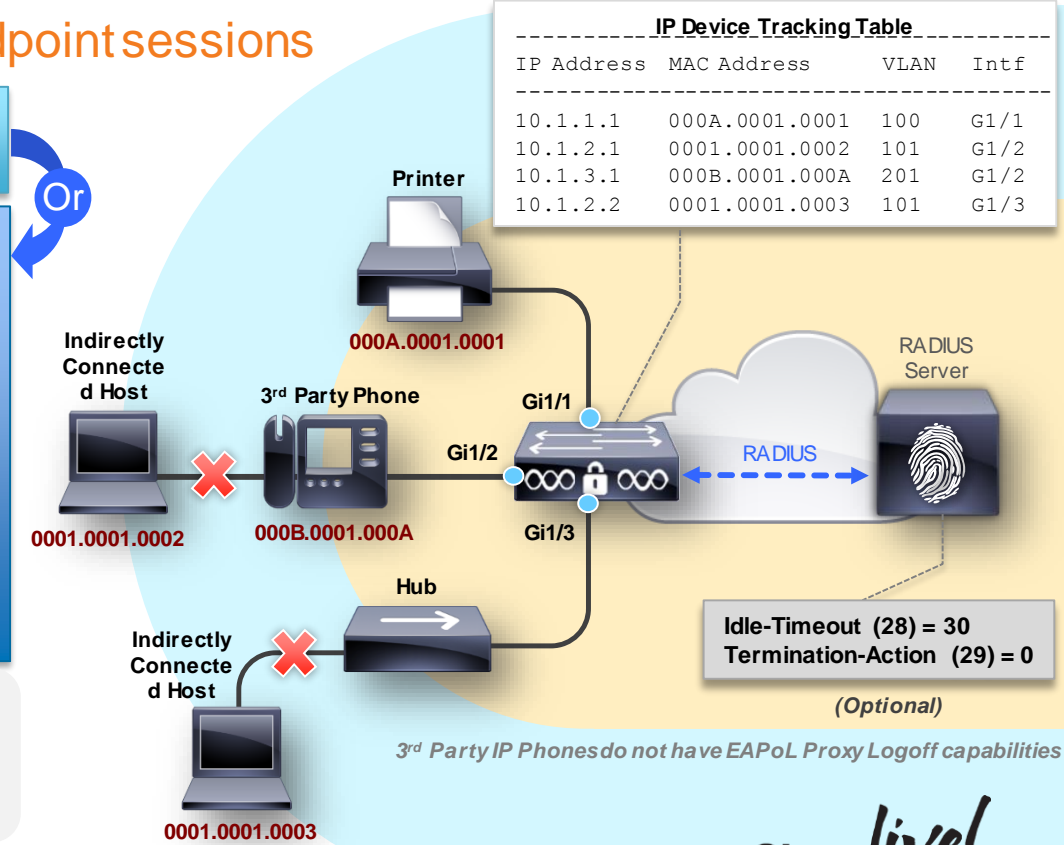 dpoint sessions
Or
IP Device Tracking Table
IP Address MAC Address VLAN Intf
10.1.1.1 000A.0001.0001 100 G1/1
10.1.2.1 0001.0001.0002 101 G1/2
10.1.3.1 000B.0001.000A 201 G1/2
10.1.2.2 0001.0001.0003 101 G1/3
Printer
000A.0001.0001
Indirectly
Connecte
d Host
0001.0001.0002
3rd Party Phone
000B.0001.000A
Gi1/1
Gi1/2
Gi1/3
RADIUS
RADIUS
Server
Hub
Indirectly
Connecte
d Host
0001.0001.0003
Idle-Timeout (28) = 30
Termination-Action (29) = 0
(Optional)
3rd Party IP Phones do not have EAPoL Proxy Logoff capabilities
live!